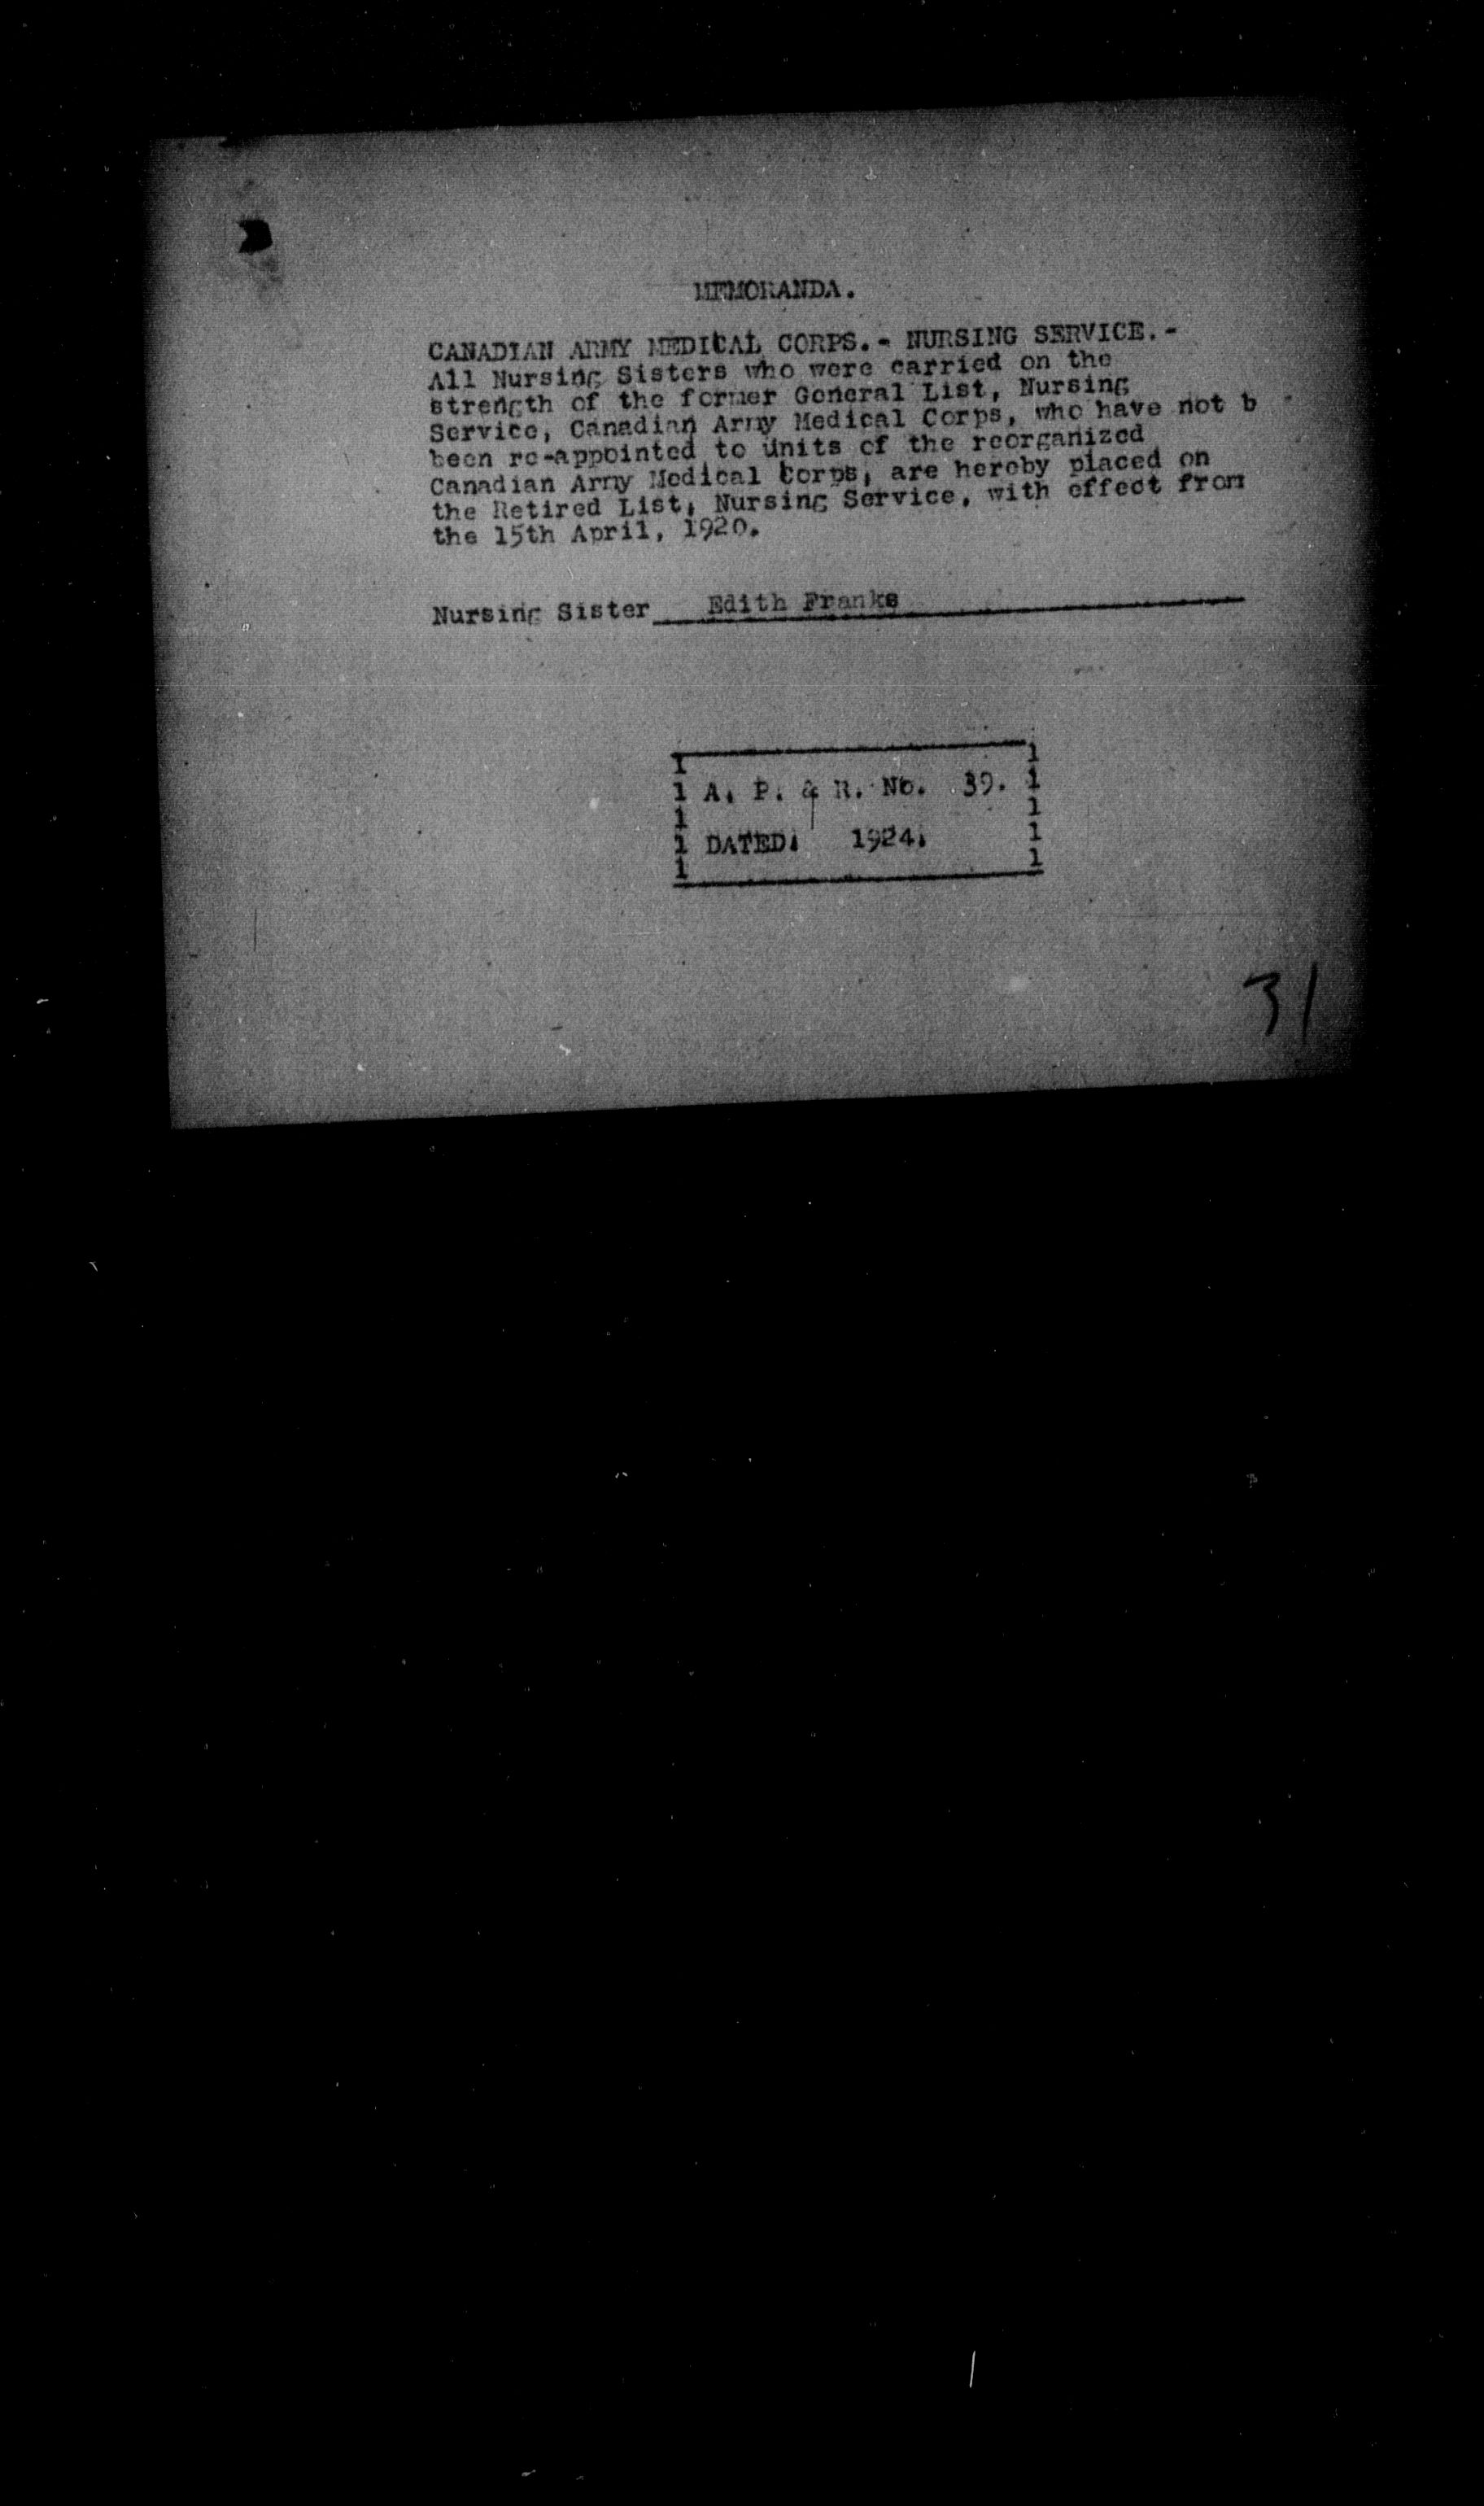 MEMORANDA.
CANADIAN ARMY MEDICAL CORPS.- NURSING SERVICE.-
All Nursing Sisters who were carried on the
strength of the former General List, Nursing
Service, Canadian Army Medical Corps, who have not b
been re-appointed to units of the reorganized
Canadian Army Medical Corps, are hereby placed on
the Retired List, Nursing Service, with effect from
the 15th April, 1920.
Nursing Sister Edith Franks
A. P. & R. No. 39.
DATED: 1924.
31